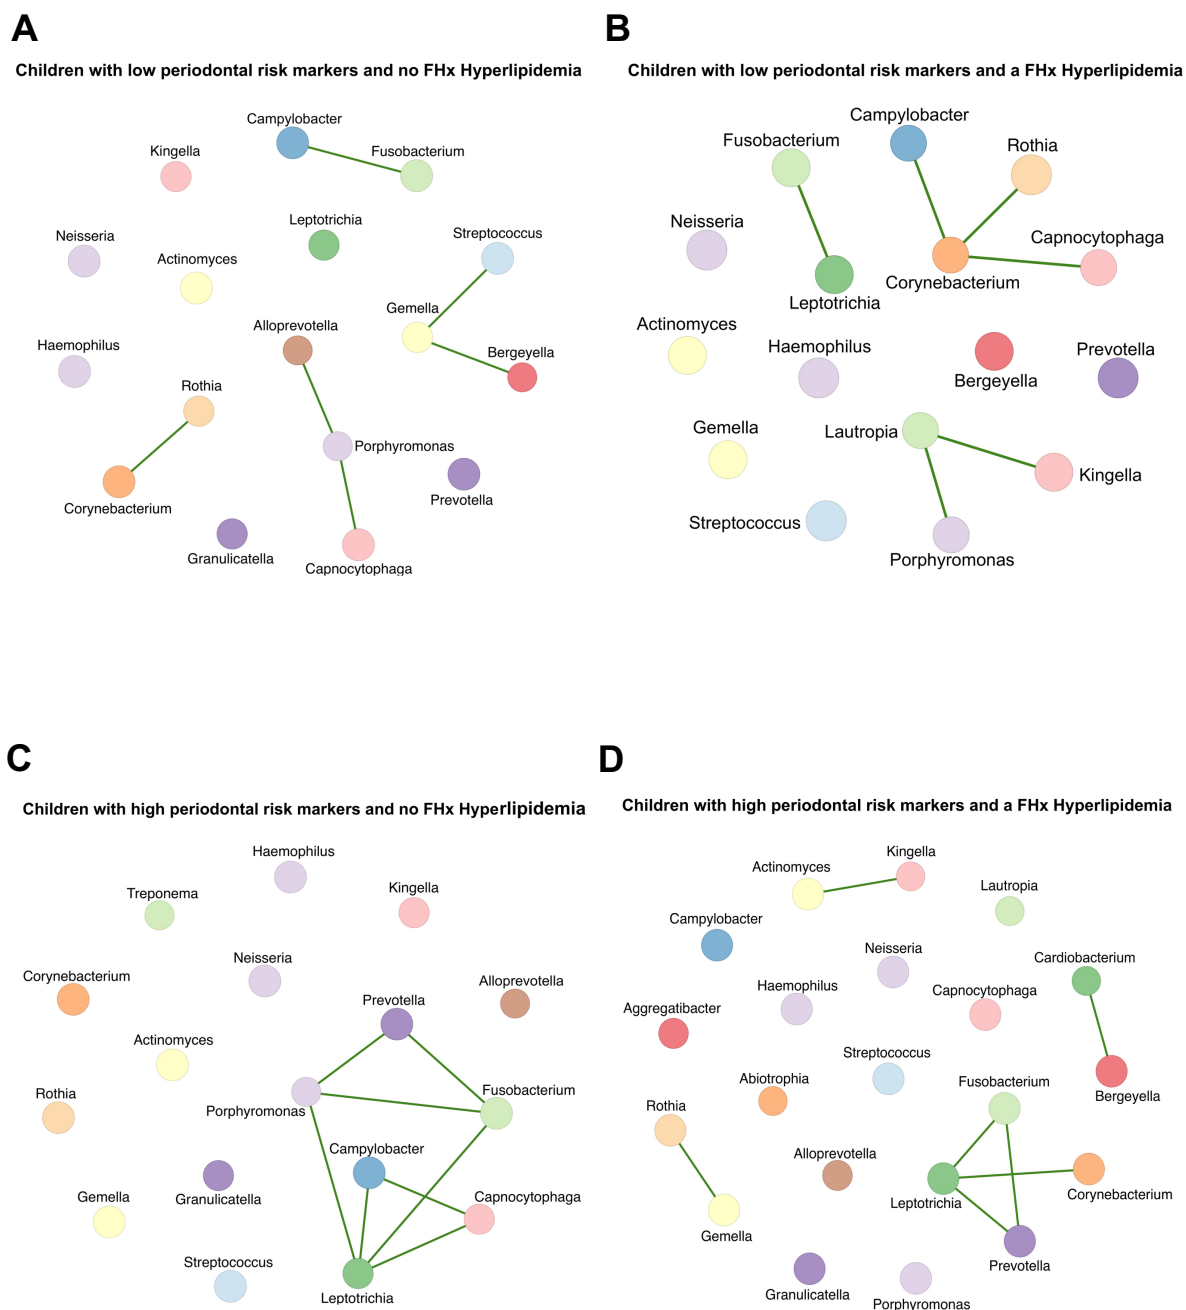 A
Children with low periodontal risk markers and no FHx Hyperlipidemia
Campylobacter
Kingella
Fusobacterium
Leptotrichia
Neisseria
Streptococcus
Actinomyces
Gemella
Alloprevotella
Haemophilus
Bergeyella
Rothia
Porphyromonas
Prevotella
Corynebacterium
Granulicatella
Capnocytophaga
B
Children with low periodontal risk markers and a FHx Hyperlipidemia
Campylobacter
Fusobacterium
Rothia
Neisseria
Capnocytophaga
Corynebacterium
Leptotrichia
Actinomyces
Haemophilus
Prevotella
Bergeyella
Gemella
Lautropia
Kingella
Streptococcus
Porphyromonas
C
Children with high periodontal risk markers and no FHx Hyperlipidemia
Haemophilus
Treponema
Kingella
Neisseria
Corynebacterium
Alloprevotella
Prevotella
Actinomyces
Fusobacterium
Rothia
Porphyromonas
Campylobacter
Gemella
Granulicatella
Capnocytophaga
Streptococcus
Leptotrichia
D
Children with high periodontal risk markers and a FHx Hyperlipidemia
Kingella
Actinomyces
Lautropia
Campylobacter
Neisseria
Cardiobacterium
Haemophilus
Capnocytophaga
Aggregatibacter
Streptococcus
Abiotrophia
Fusobacterium
Bergeyella
Rothia
Alloprevotella
Corynebacterium
Leptotrichia
Gemella
Prevotella
Granulicatella
Porphyromonas